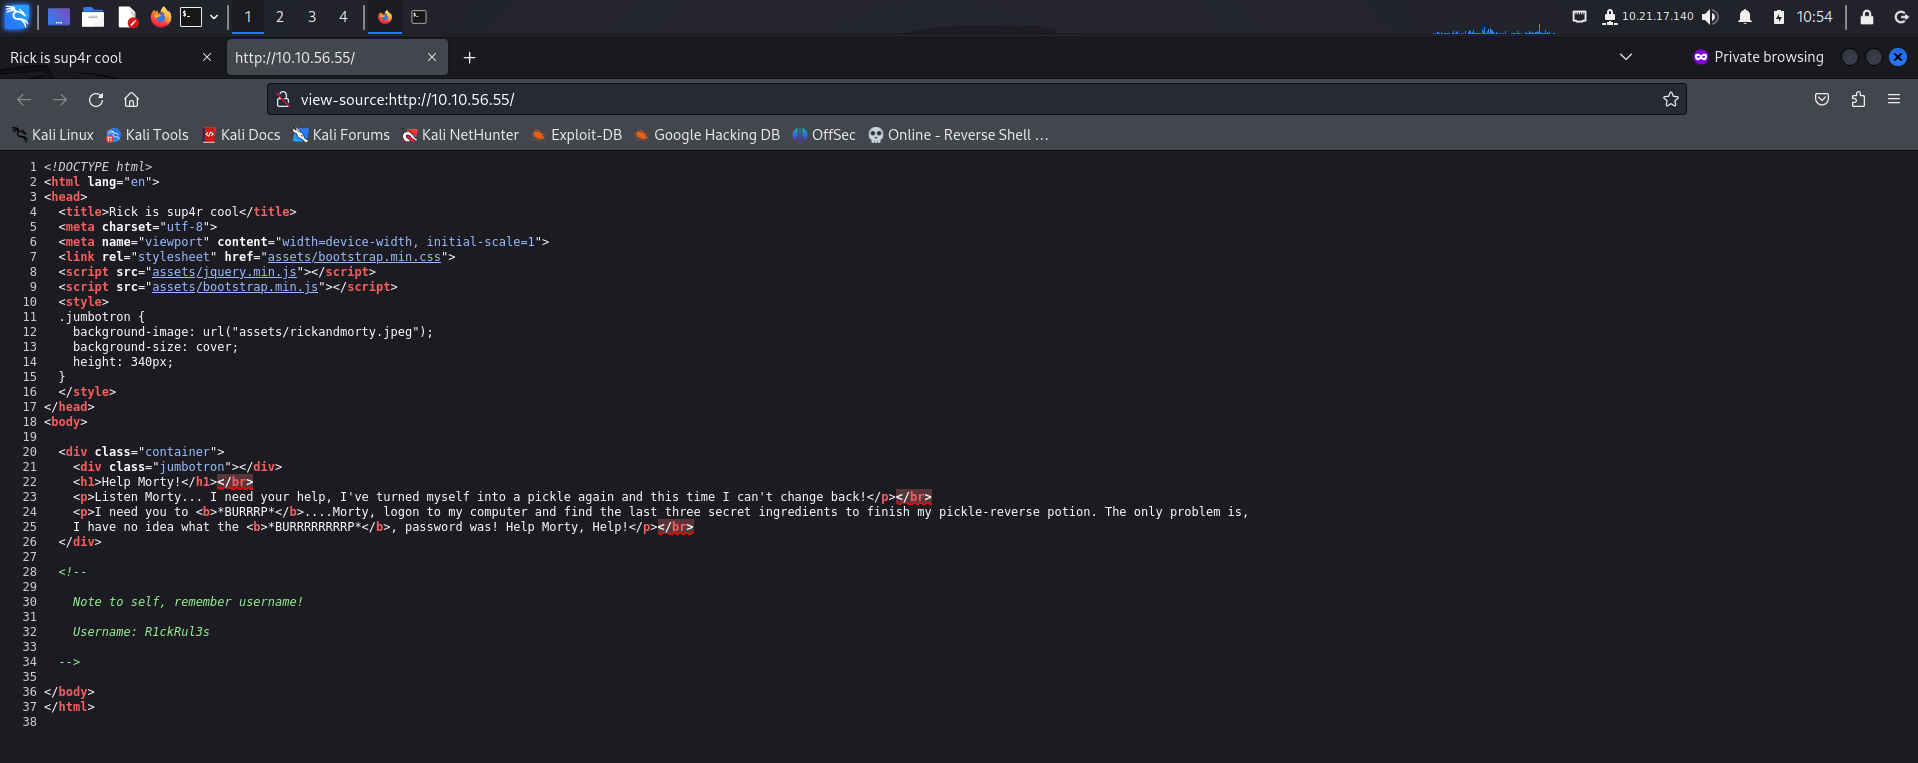 1 2 3 4 10.21.17.140 10:54
Rick is sup4r cool http://10.10.56.55/ Private browsing
view-source:http://10.10.56.55/
Kali Linux Kali Tools Kali Docs Kali Forums Kali NetHunter Exploit-DB Google Hacking DB OffSec Online - Reverse Shell …
1 <!DOCTYPE html>
2 <html lang="en">
3 <head>
4 <title>Rick is sup4r cool</title>
5 <meta charset="utf-8">
6 <meta name="viewport" content="width=device-width, initial-scale=1">
7 <link rel="stylesheet" href="assets/bootstrap.min.css">
8 <script src="assets/jquery.min.js"></script>
9 <script src="assets/bootstrap.min.js"></script>
10 <style>
11 .jumbotron {
12 background-image: url("assets/rickandmorty.jpeg");
13 background-size: cover;
14 height: 340px;
15 }
16 </style>
17 </head>
18 <body>
19
20 <div class="container">
21 <div class="jumbotron"></div>
22 <h1>Help Morty!</h1></br>
23 <p>Listen Morty... I need your help, I've turned myself into a pickle again and this time I can't change back!</p></br>
24 <p>I need you to <b>*BURRRP*</b>....Morty, logon to my computer and find the last three secret ingredients to finish my pickle-reverse potion. The only problem is,
25 I have no idea what the <b>*BURRRRRRRRP*</b>, password was! Help Morty, Help!</p></br>
26 </div>
27
28 <!--
29
30 Note to self, remember username!
31
32 Username: R1ckRul3s
33
34 -->
35
36 </body>
37 </html>
38